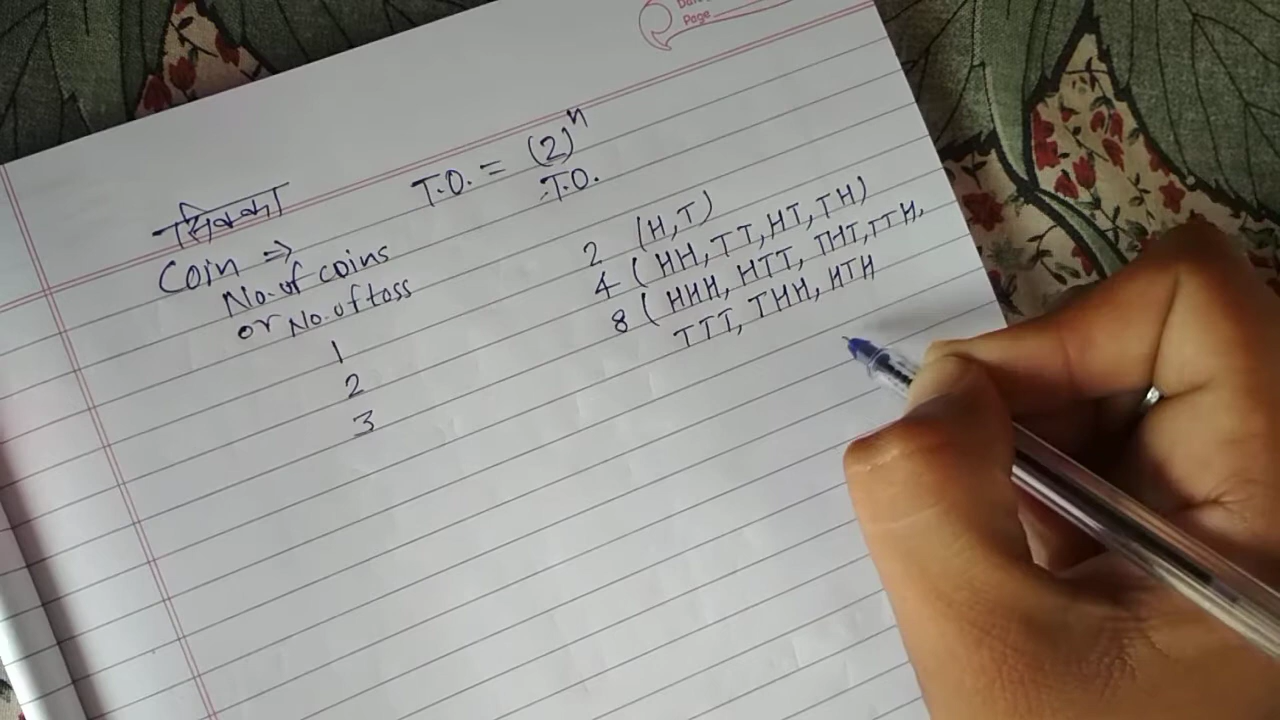 Page
सिक्का T.O. = (2)ⁿ
Coin ⇒ T.O.
No. of coins 2 (H,T)
or No. of toss 4 (HH, TT, HT, TH)
1 8 (HHH, HTT, THT, TTH,
2 TTT, THH, HTH
3